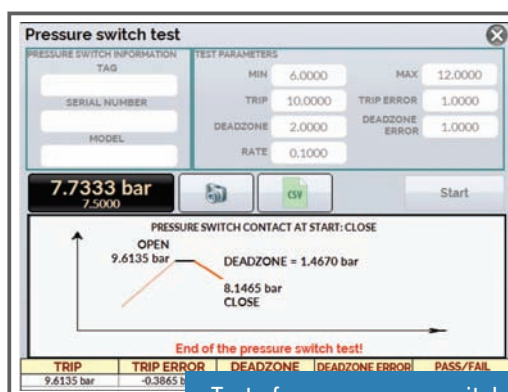 Pressure switch test
PRESSURE SWITCH INFORMATION
TAG
SERIAL NUMBER
MODEL
TEST PARAMETERS
MIN 6.0000 MAX 12.0000
TRIP 10.0000 TRIP ERROR 1.0000
DEADZONE 2.0000 DEADZONE ERROR 1.0000
RATE 0.1000
7.7333 bar
7.5000
CSV
Start
PRESSURE SWITCH CONTACT AT START: CLOSE
OPEN
9.6135 bar
DEADZONE = 1.4670 bar
8.1465 bar
CLOSE
End of the pressure switch test!
TRIP TRIP ERROR DEADZONE DEADZONE ERROR PASS/FAIL
9.6135 bar -0.3865 b